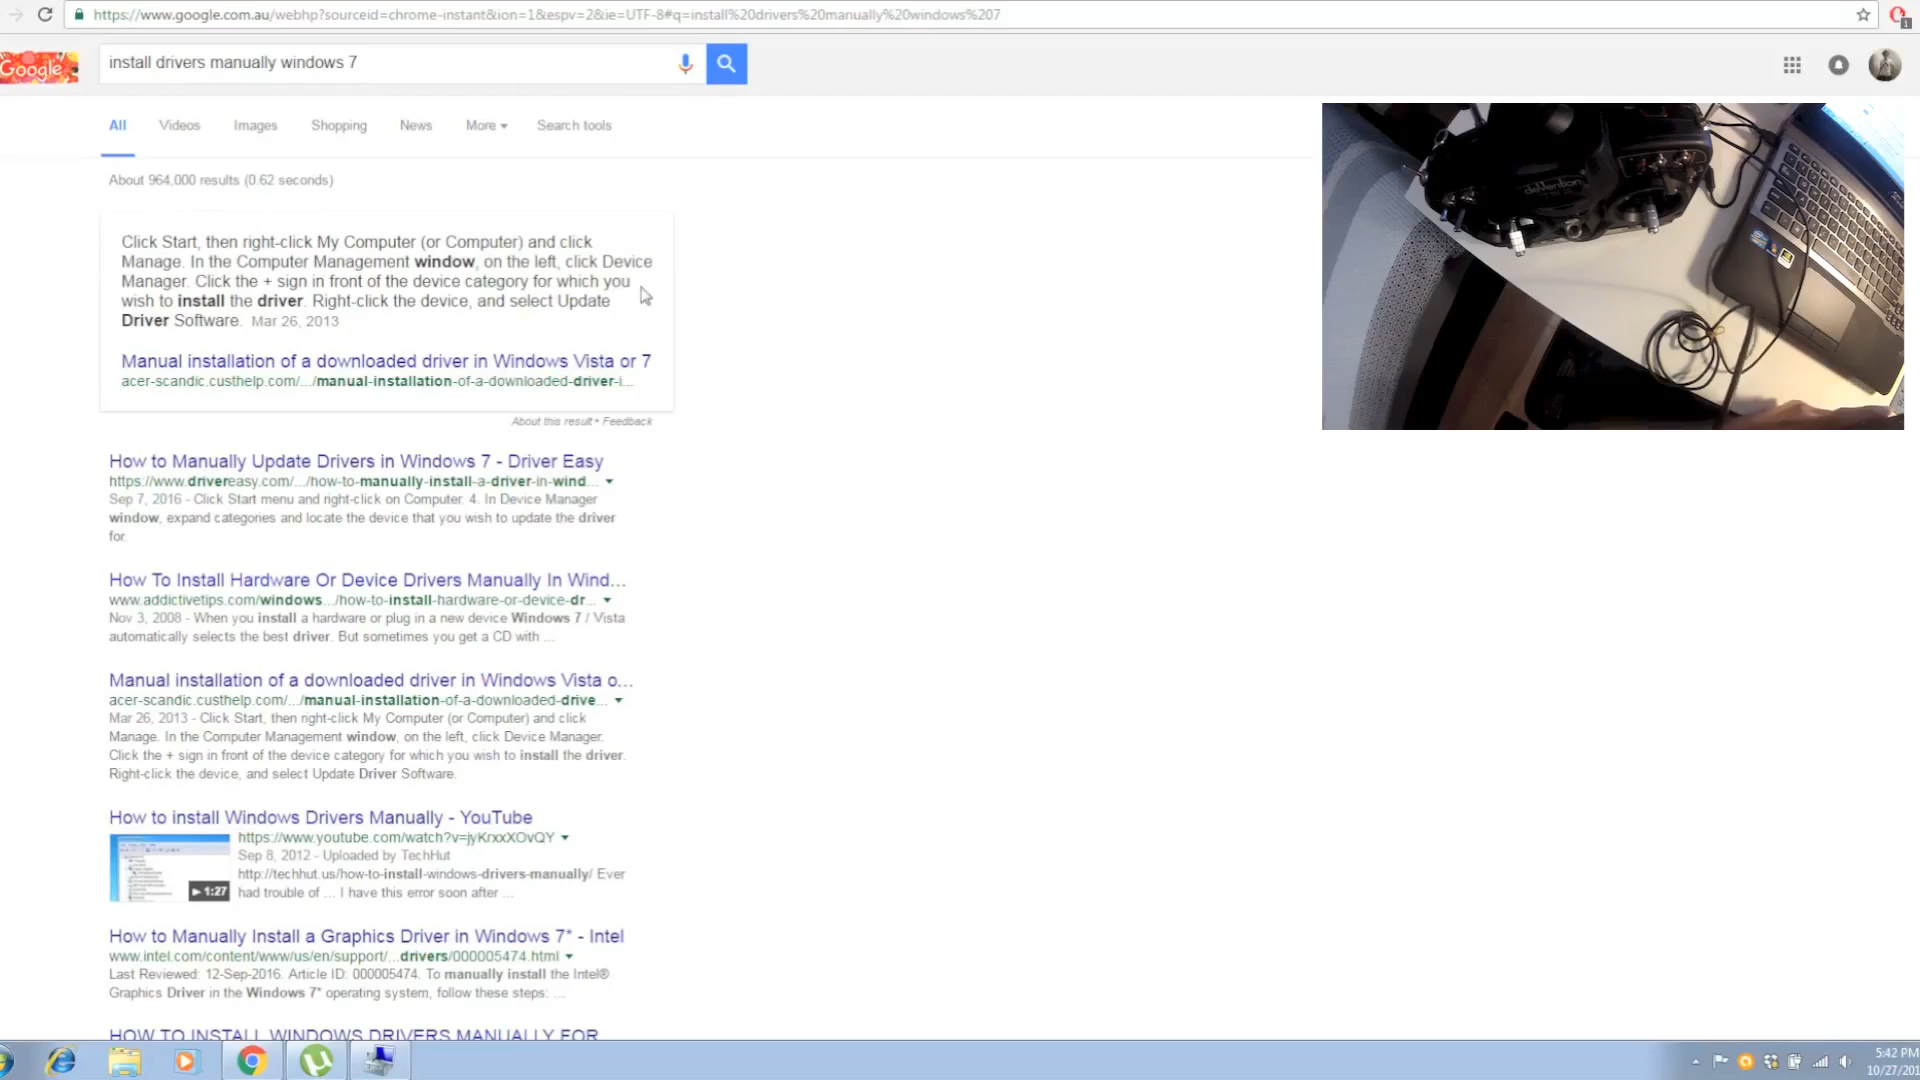 https://www.google.com.au/webhp?sourceid=chrome-instant&ion=1&espv=2&ie=UTF-8#q=install%20drivers%20manually%20windows%207
1
Google
install drivers manually windows 7
All Videos Images Shopping News More Search tools
About 964,000 results (0.62 seconds)
Click Start, then right-click My Computer (or Computer) and click
Manage. In the Computer Management window, on the left, click Device
Manager. Click the + sign in front of the device category for which you
wish to install the driver. Right-click the device, and select Update
Driver Software. Mar 26, 2013
Manual installation of a downloaded driver in Windows Vista or 7
acer-scandic.custhelp.com/.../manual-installation-of-a-downloaded-driver-i...
About this result • Feedback
How to Manually Update Drivers in Windows 7 - Driver Easy
https://www.drivereasy.com/.../how-to-manually-install-a-driver-in-wind...
Sep 7, 2016 - Click Start menu and right-click on Computer. 4. In Device Manager
window, expand categories and locate the device that you wish to update the driver
for.
How To Install Hardware Or Device Drivers Manually In Wind...
www.addictivetips.com/windows.../how-to-install-hardware-or-device-dr...
Nov 3, 2008 - When you install a hardware or plug in a new device Windows 7 / Vista
automatically selects the best driver. But sometimes you get a CD with ...
Manual installation of a downloaded driver in Windows Vista o...
acer-scandic.custhelp.com/.../manual-installation-of-a-downloaded-drive...
Mar 26, 2013 - Click Start, then right-click My Computer (or Computer) and click
Manage. In the Computer Management window, on the left, click Device Manager.
Click the + sign in front of the device category for which you wish to install the driver.
Right-click the device, and select Update Driver Software.
How to install Windows Drivers Manually - YouTube
https://www.youtube.com/watch?v=jyKrxxXOvQY
Sep 8, 2012 - Uploaded by TechHut
http://techhut.us/how-to-install-windows-drivers-manually/ Ever
had trouble of ... I have this error soon after ...
1:27
How to Manually Install a Graphics Driver in Windows 7* - Intel
www.intel.com/content/www/us/en/support/...drivers/000005474.html
Last Reviewed: 12-Sep-2016. Article ID: 000005474. To manually install the Intel®
Graphics Driver in the Windows 7* operating system, follow these steps: ...
HOW TO INSTALL WINDOWS DRIVERS MANUALLY FOR
5:42 PM
10/27/201